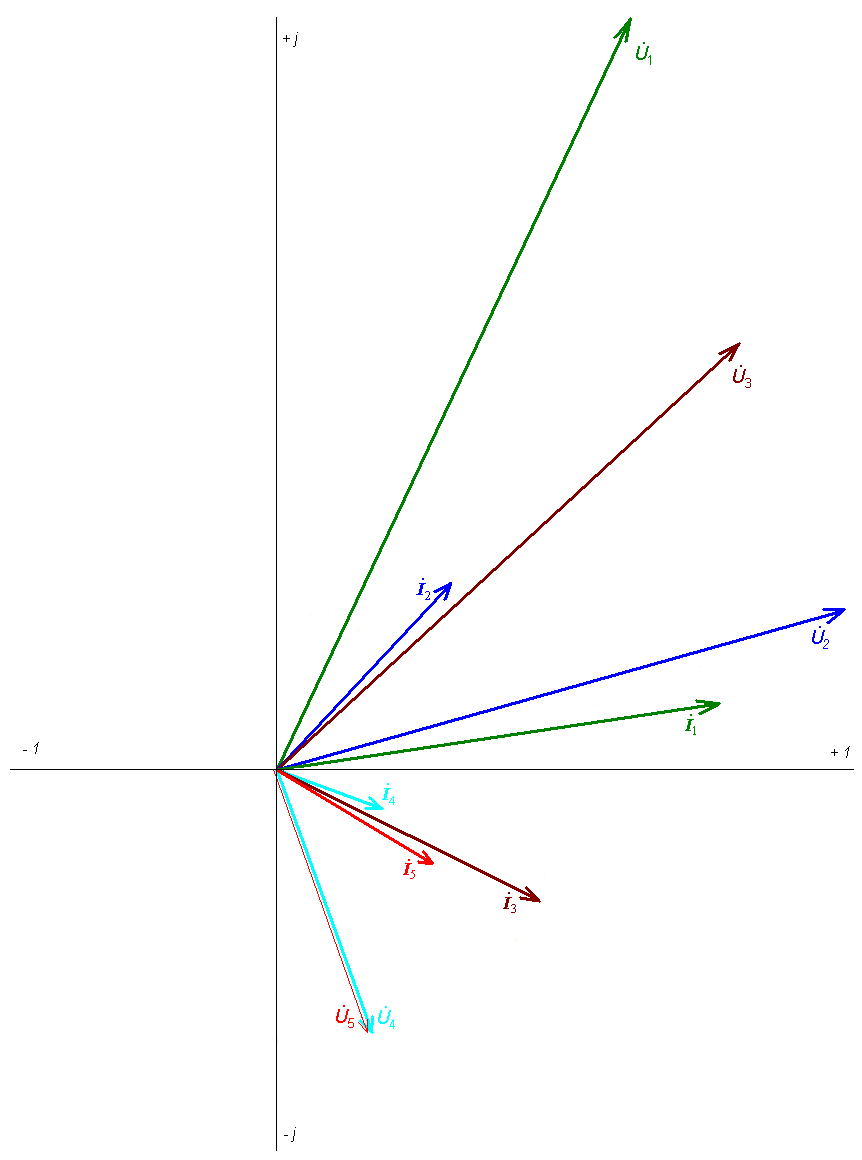 +j
U̇₁
U̇₃
İ₂
U̇₂
İ₁
- 1
+ 1
İ₄
İ₅
İ₃
U̇₅ U̇₄
- j